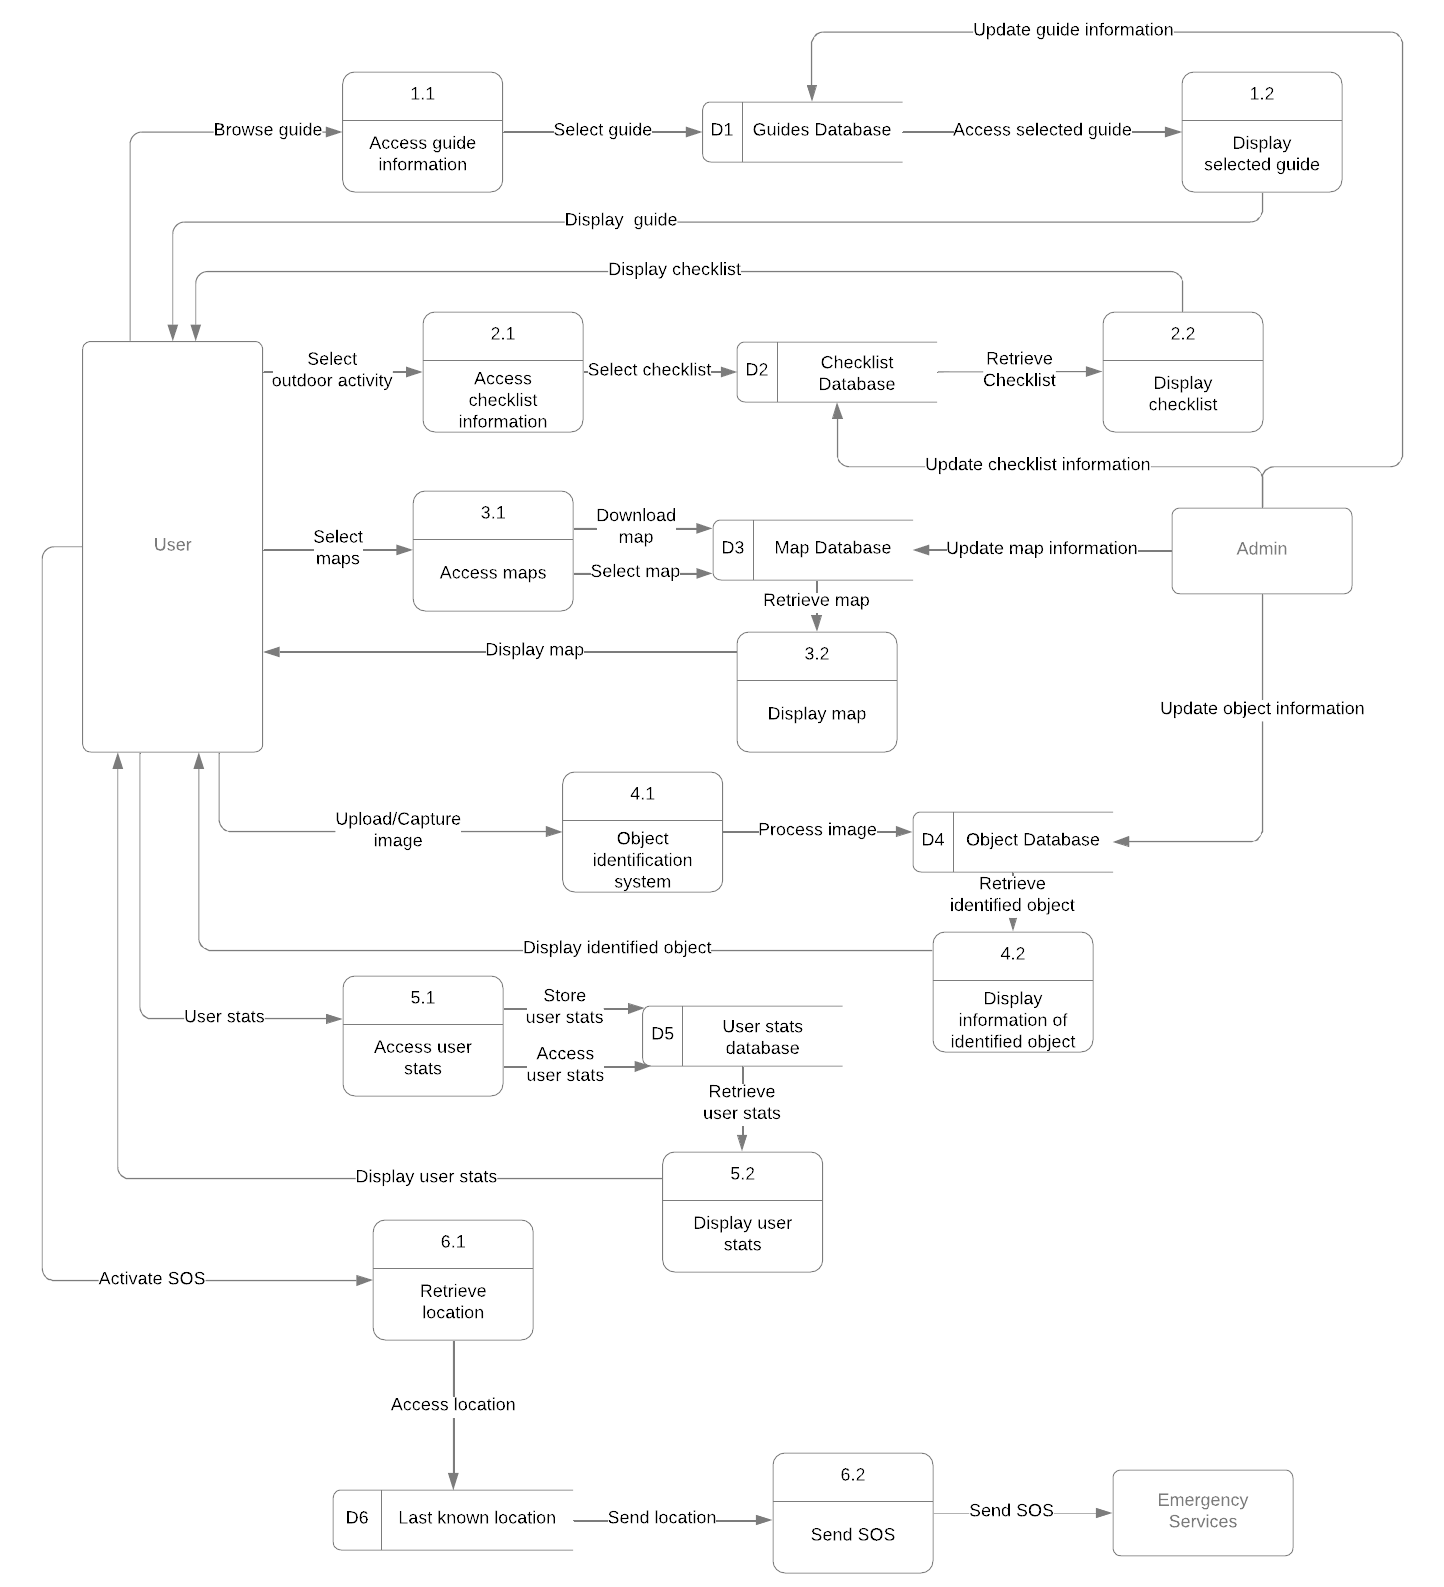 Update guide information
1.1
Access guide
information
Browse guide
Select guide
D1
Guides Database
Access selected guide
1.2
Display
selected guide
Display  guide
Display checklist
Select
outdoor activity
2.1
Access
checklist
information
Select checklist
D2
Checklist
Database
Retrieve
Checklist
2.2
Display
checklist
Update checklist information
User
Select
maps
3.1
Access maps
Download
map
Select map
D3
Map Database
Update map information
Admin
Retrieve map
Display map
3.2
Display map
Update object information
Upload/Capture
image
4.1
Object
identification
system
Process image
D4
Object Database
Retrieve
identified object
Display identified object
4.2
Display
information of
identified object
User stats
5.1
Access user
stats
Store
user stats
Access
user stats
D5
User stats
database
Retrieve
user stats
Display user stats
5.2
Display user
stats
Activate SOS
6.1
Retrieve
location
Access location
D6
Last known location
Send location
6.2
Send SOS
Send SOS
Emergency
Services